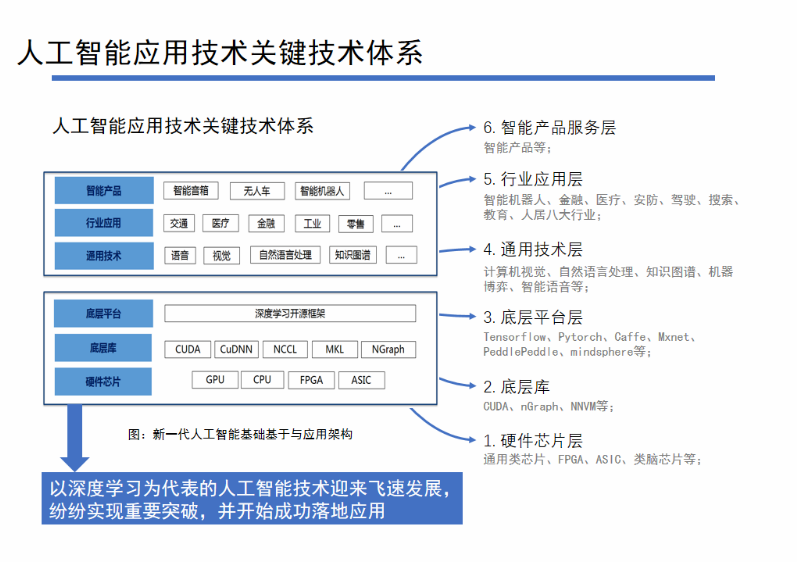 人工智能应用技术关键技术体系
人工智能应用技术关键技术体系
智能产品 智能音箱 无人车 智能机器人 ...
行业应用 交通 医疗 金融 工业 零售 ...
通用技术 语音 视觉 自然语言处理 知识图谱 ...
底层平台 深度学习开源框架
底层库 CUDA CuDNN NCCL MKL NGraph
硬件芯片 GPU CPU FPGA ASIC
图：新一代人工智能基础基于与应用架构
以深度学习为代表的人工智能技术迎来飞速发展，
纷纷实现重要突破，并开始成功落地应用
6. 智能产品服务层
智能产品等；
5. 行业应用层
智能机器人、金融、医疗、安防、驾驶、搜索、
教育、人居八大行业；
4. 通用技术层
计算机视觉、自然语言处理、知识图谱、机器
博弈、智能语音等；
3. 底层平台层
Tensorflow、Pytorch、Caffe、Mxnet、
PeddlePeddle、mindsphere等；
2. 底层库
CUDA、nGraph、NNVM等；
1. 硬件芯片层
通用类芯片、FPGA、ASIC、类脑芯片等；